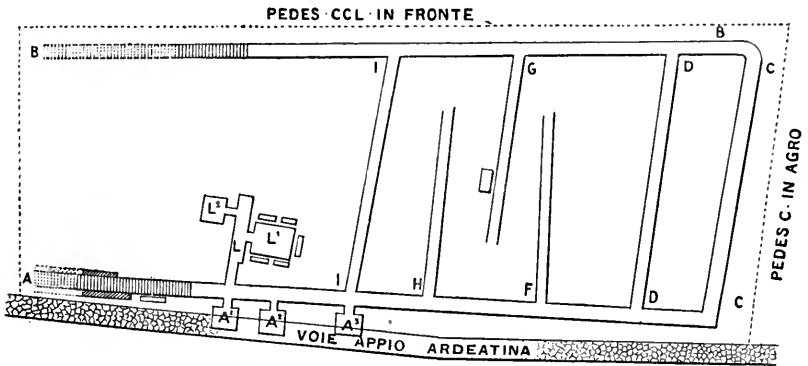 PEDES·CCL·IN FRONTE
B
B
I
G
D
C
PEDES C·IN AGRO
L²
L
L¹
A
I
H
F
D
C
A¹
A²
A³
VOIE APPIO ARDEATINA